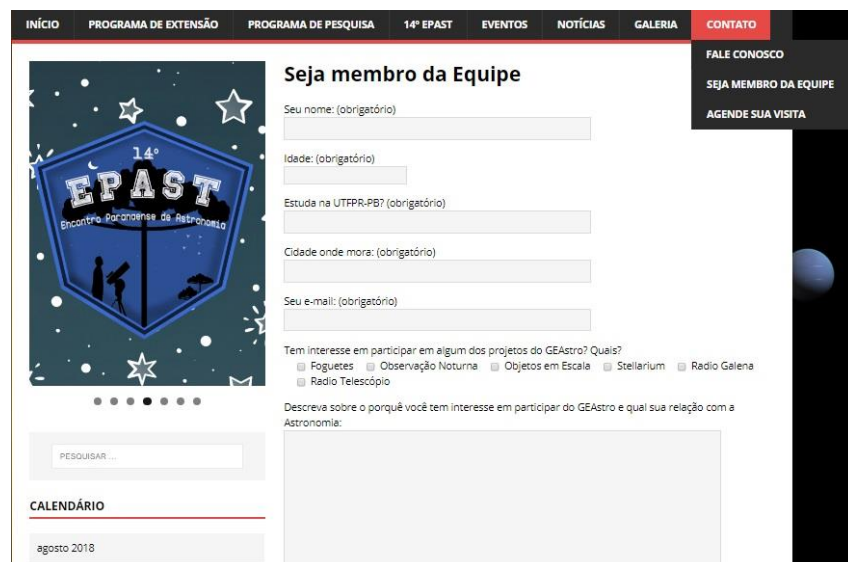 INÍCIO PROGRAMA DE EXTENSÃO PROGRAMA DE PESQUISA 14º EPAST EVENTOS NOTÍCIAS GALERIA CONTATO
FALE CONOSCO
SEJA MEMBRO DA EQUIPE
AGENDE SUA VISITA
14º
EPAST
Encontro Paranaense de Astronomia
PESQUISAR ...
CALENDÁRIO
agosto 2018
Seja membro da Equipe
Seu nome: (obrigatório)
Idade: (obrigatório)
Estuda na UTFPR-PB? (obrigatório)
Cidade onde mora: (obrigatório)
Seu e-mail: (obrigatório)
Tem interesse em participar em algum dos projetos do GEAstro? Quais?
Foguetes Observação Noturna Objetos em Escala Stellarium Radio Galena
Radio Telescópio
Descreva sobre o porquê você tem interesse em participar do GEAstro e qual sua relação com a
Astronomia: